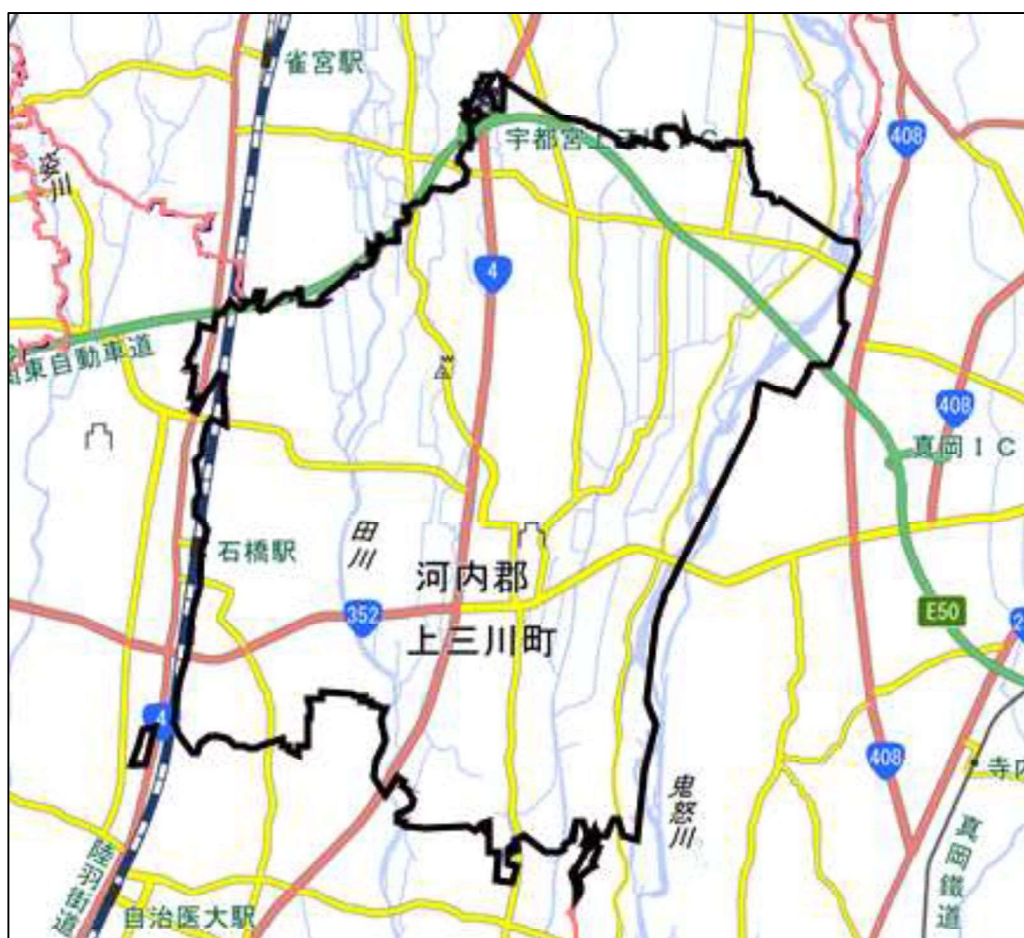 雀宮駅
宇都宮上三川ＩＣ
408
姿川
4
北関東自動車道
408
真岡ＩＣ
田川
石橋駅
河内郡
352
E50
上三川町
4
408
鬼怒川
寺内
真岡鐵道
陸羽街道
自治医大駅